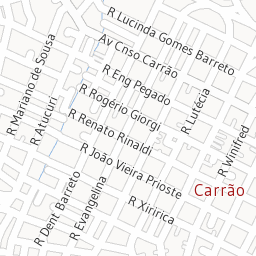 R Lucinda Gomes Barreto
Av Cnso Carrão
R Eng Pegado
R Mariano de Sousa
R Rogério Giorgi
R Lutécia
R Atucuri
R Renato Rinaldi
R Winifred
R João Vieira Prioste
Carrão
R Dent Barreto
R Evangelina
R Xiririca